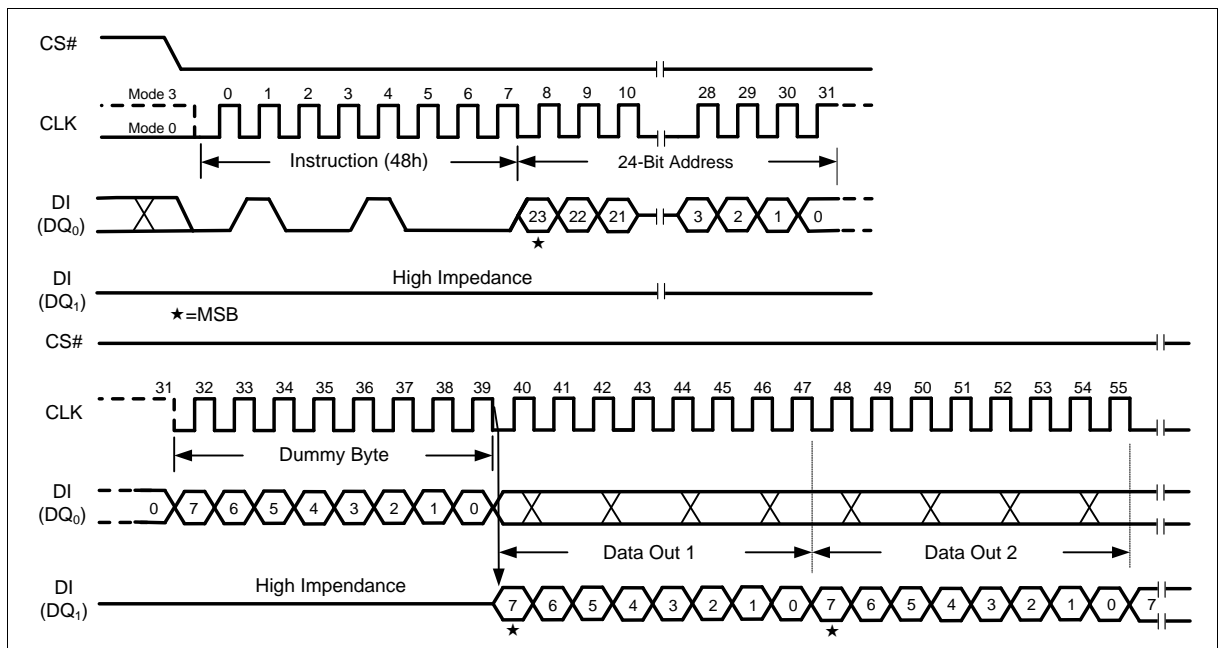 CS#
Mode 3 0 1 2 3 4 5 6 7 8 9 10 28 29 30 31
CLK
Mode 0
Instruction (48h) 24-Bit Address
DI
(DQ0)
23 22 21 3 2 1 0
★
High Impedance
DI
(DQ1)
★=MSB
CS#
31 32 33 34 35 36 37 38 39 40 41 42 43 44 45 46 47 48 49 50 51 52 53 54 55
CLK
Dummy Byte
DI
(DQ0)
0 7 6 5 4 3 2 1 0
Data Out 1 Data Out 2
High Impendance
DI
(DQ1)
7 6 5 4 3 2 1 0 7 6 5 4 3 2 1 0 7
★ ★